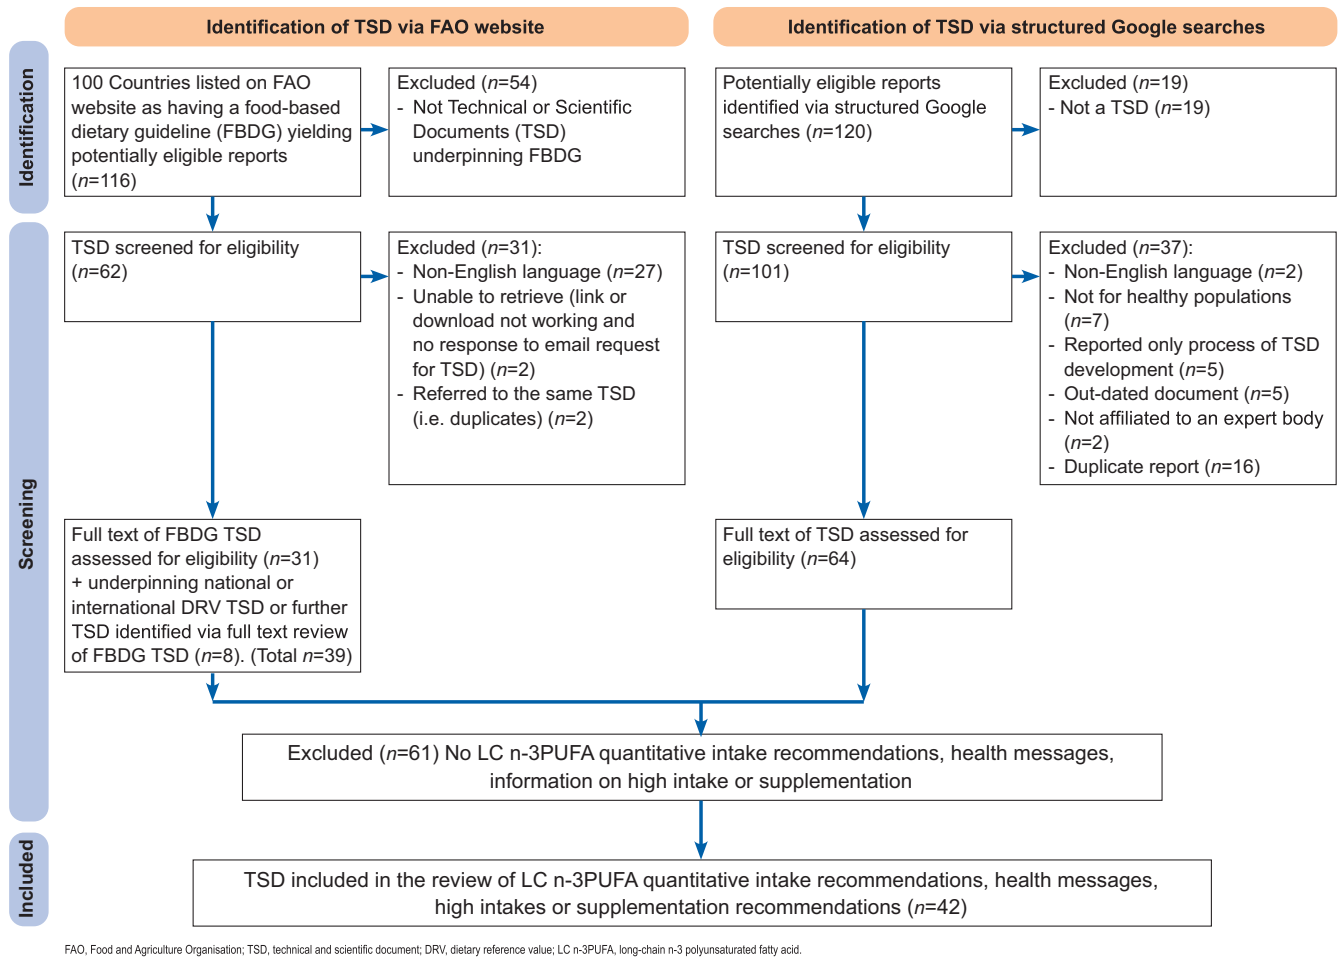 Identification of TSD via FAO website
Identification of TSD via structured Google searches
Identification
100 Countries listed on FAO
website as having a food-based
dietary guideline (FBDG) yielding
potentially eligible reports
(n=116)
Excluded (n=54)
- Not Technical or Scientific
Documents (TSD)
underpinning FBDG
Potentially eligible reports
identified via structured Google
searches (n=120)
Excluded (n=19)
- Not a TSD (n=19)
Screening
TSD screened for eligibility
(n=62)
Excluded (n=31):
- Non-English language (n=27)
- Unable to retrieve (link or
download not working and
no response to email request
for TSD) (n=2)
- Referred to the same TSD
(i.e. duplicates) (n=2)
TSD screened for eligibility
(n=101)
Excluded (n=37):
- Non-English language (n=2)
- Not for healthy populations
(n=7)
- Reported only process of TSD
development (n=5)
- Out-dated document (n=5)
- Not affiliated to an expert body
(n=2)
- Duplicate report (n=16)
Full text of FBDG TSD
assessed for eligibility (n=31)
+ underpinning national or
international DRV TSD or further
TSD identified via full text review
of FBDG TSD (n=8). (Total n=39)
Full text of TSD assessed for
eligibility (n=64)
Excluded (n=61) No LC n-3PUFA quantitative intake recommendations, health messages,
information on high intake or supplementation
Included
TSD included in the review of LC n-3PUFA quantitative intake recommendations, health messages,
high intakes or supplementation recommendations (n=42)
FAO, Food and Agriculture Organisation; TSD, technical and scientific document; DRV, dietary reference value; LC n-3PUFA, long-chain n-3 polyunsaturated fatty acid.